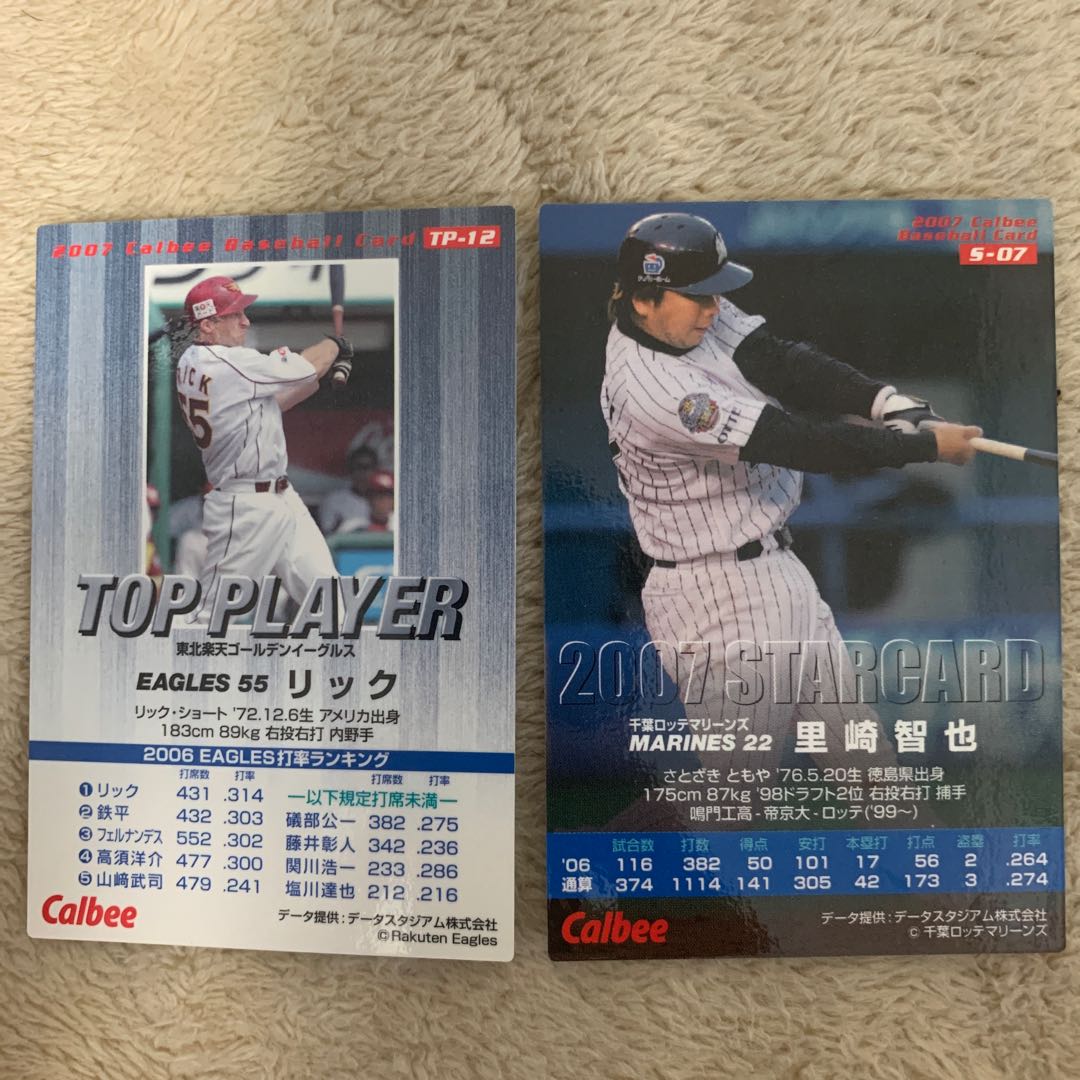 2007 Calbee Baseball Card TP-12
RICK
55
TOP PLAYER
東北楽天ゴールデンイーグルス
EAGLES 55 リック
リック・ショート '72.12.6生 アメリカ出身
183cm 89kg 右投右打 内野手
2006 EAGLES打率ランキング
打席数 打率
①リック 431 .314
②鉄平 432 .303
③フェルナンデス 552 .302
④高須洋介 477 .300
⑤山﨑武司 479 .241
打席数 打率
―以下規定打席未満―
礒部公一 382 .275
藤井彰人 342 .236
関川浩一 233 .286
塩川達也 212 .216
Calbee
データ提供:データスタジアム株式会社
©Rakuten Eagles
2007 Calbee
Baseball Card
S-07
LOTTE
2007 STARCARD
千葉ロッテマリーンズ
MARINES 22 里崎智也
さとざき ともや '76.5.20生 徳島県出身
175cm 87kg '98ドラフト2位 右投右打 捕手
鳴門工高-帝京大-ロッテ('99~)
試合数 打数 得点 安打 本塁打 打点 盗塁 打率
'06 116 382 50 101 17 56 2 .264
通算 374 1114 141 305 42 173 3 .274
Calbee
データ提供:データスタジアム株式会社
© 千葉ロッテマリーンズ